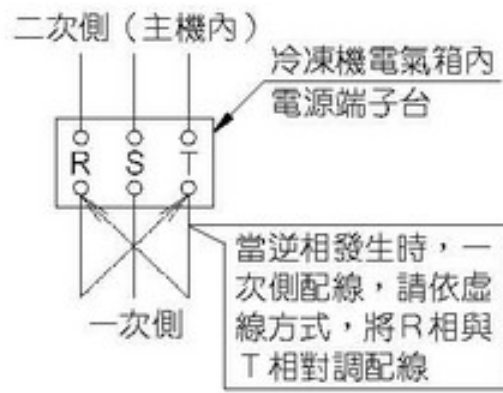 二次側（主機內）
冷凍機電氣箱內
電源端子台
R S T
當逆相發生時，一
次側配線，請依虛
線方式，將R相與
T相對調配線
一次側